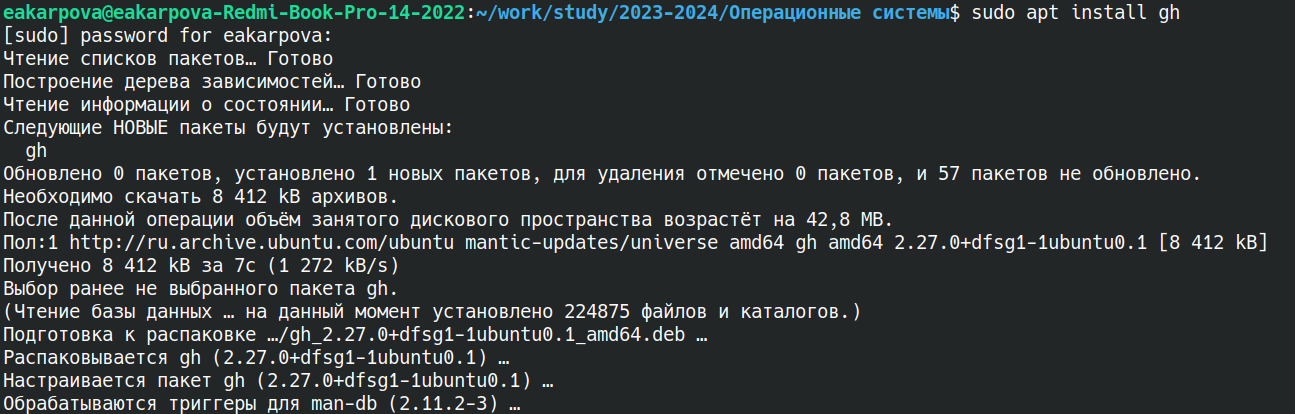 eakarpova@eakarpova-Redmi-Book-Pro-14-2022:~/work/study/2023-2024/Операционные системы$ sudo apt install gh
[sudo] password for eakarpova:
Чтение списков пакетов… Готово
Построение дерева зависимостей… Готово
Чтение информации о состоянии… Готово
Следующие НОВЫЕ пакеты будут установлены:
  gh
Обновлено 0 пакетов, установлено 1 новых пакетов, для удаления отмечено 0 пакетов, и 57 пакетов не обновлено.
Необходимо скачать 8 412 kB архивов.
После данной операции объём занятого дискового пространства возрастёт на 42,8 MB.
Пол:1 http://ru.archive.ubuntu.com/ubuntu mantic-updates/universe amd64 gh amd64 2.27.0+dfsg1-1ubuntu0.1 [8 412 kB]
Получено 8 412 kB за 7с (1 272 kB/s)
Выбор ранее не выбранного пакета gh.
(Чтение базы данных … на данный момент установлено 224875 файлов и каталогов.)
Подготовка к распаковке …/gh_2.27.0+dfsg1-1ubuntu0.1_amd64.deb …
Распаковывается gh (2.27.0+dfsg1-1ubuntu0.1) …
Настраивается пакет gh (2.27.0+dfsg1-1ubuntu0.1) …
Обрабатываются триггеры для man-db (2.11.2-3) …